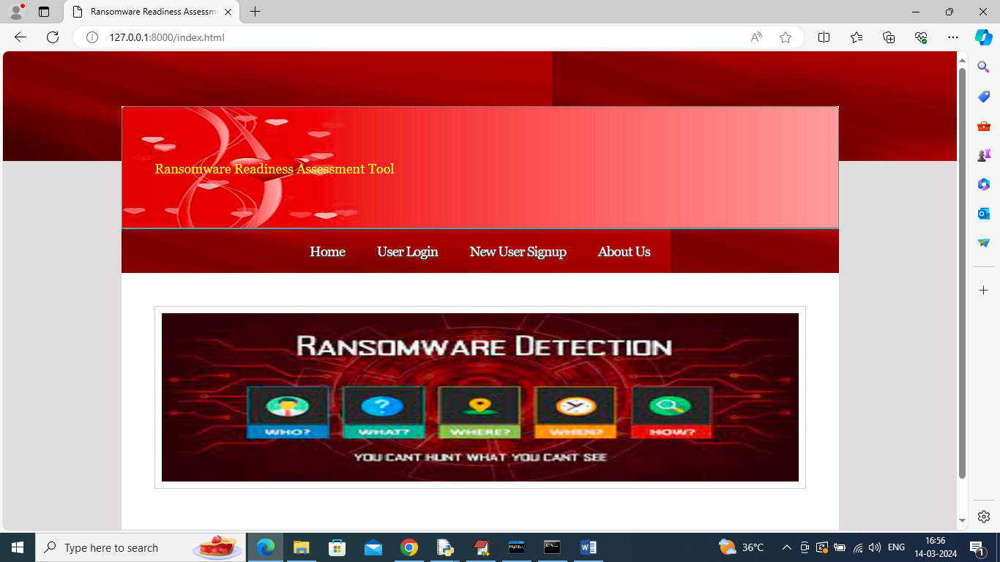 Ransomware Readiness Assessm
127.0.0.1:8000/index.html
Ransomware Readiness Assessment Tool
Home User Login New User Signup About Us
RANSOMWARE DETECTION
WHO? WHAT? WHERE? WHEN? HOW?
YOU CANT HUNT WHAT YOU CANT SEE
Type here to search
36°C
ENG
16:56
14-03-2024
1